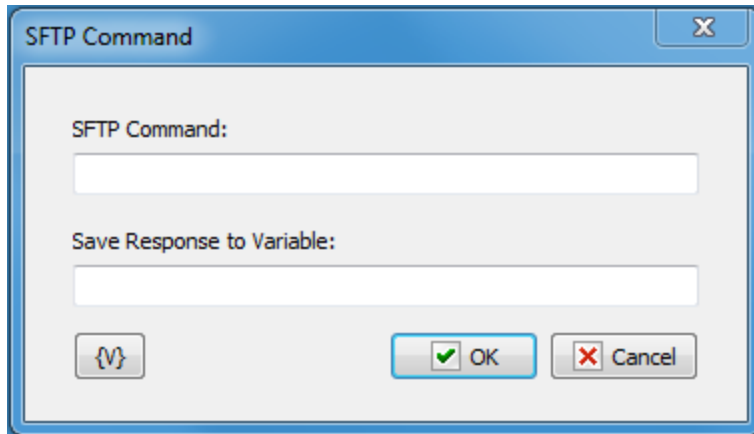 SFTP Command
SFTP Command:
Save Response to Variable:
{V}
OK
Cancel